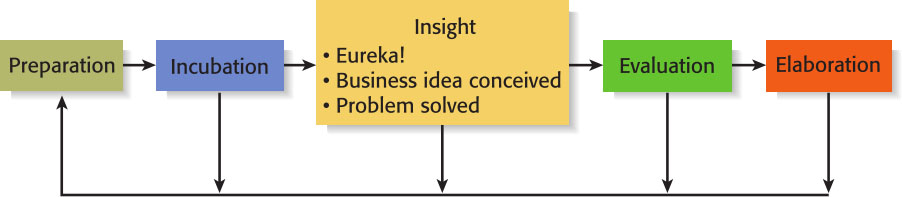 Preparation
Incubation
Insight
• Eureka!
• Business idea conceived
• Problem solved
Evaluation
Elaboration